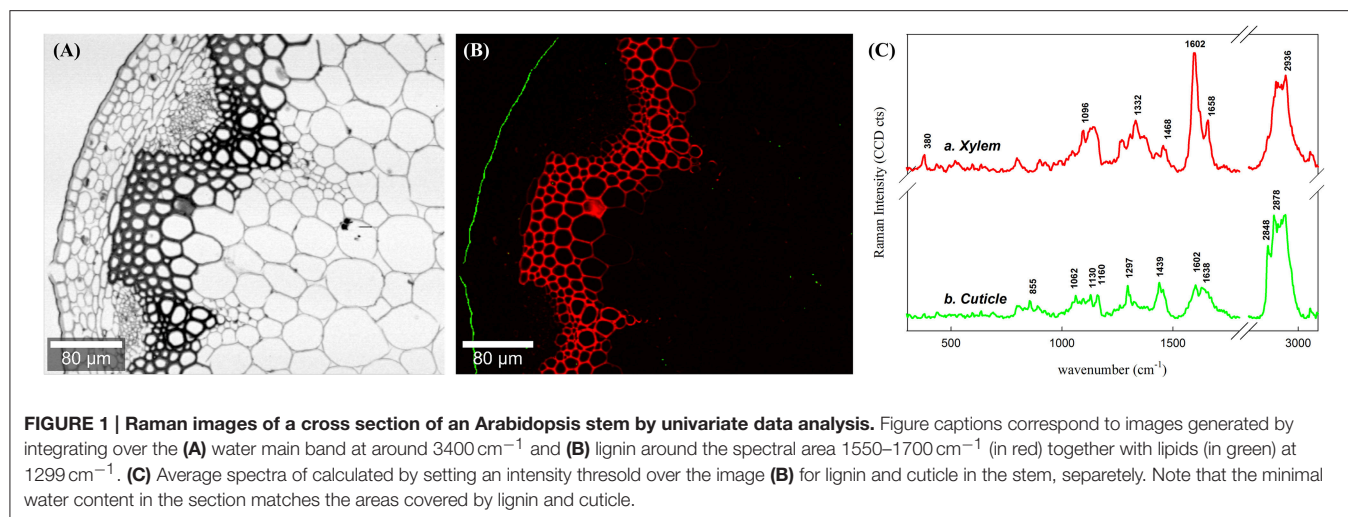 (A)
80 µm
(B)
80 µm
(C)
Raman Intensity (CCD cts)
380
1096
1332
1468
1602
1658
2936
a. Xylem
855
1062
1130
1160
1297
1439
1602
1638
2848
2878
b. Cuticle
500
1000
1500
3000
wavenumber (cm⁻¹)
FIGURE 1 | Raman images of a cross section of an Arabidopsis stem by univariate data analysis. Figure captions correspond to images generated by
integrating over the (A) water main band at around 3400 cm⁻¹ and (B) lignin around the spectral area 1550–1700 cm⁻¹ (in red) together with lipids (in green) at
1299 cm⁻¹. (C) Average spectra of calculated by setting an intensity thresold over the image (B) for lignin and cuticle in the stem, separetely. Note that the minimal
water content in the section matches the areas covered by lignin and cuticle.